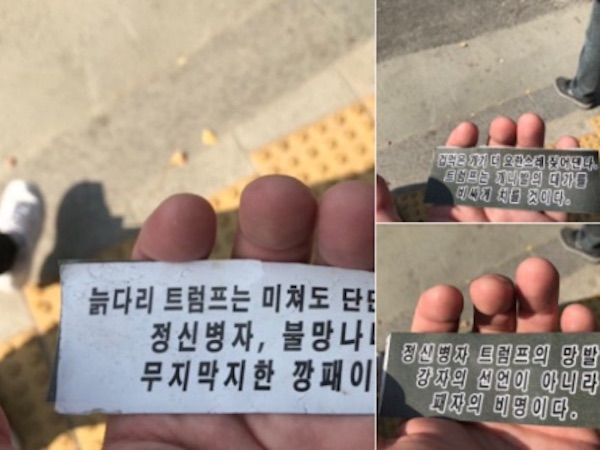 늙다리 트럼프는 미쳐도 단단
정신병자, 불망나니
무지막지한 깡패이
겁먹은 개가 더 요란스레 짖어댄다.
트럼프는 개나발의 대가를
비싸게 치를 것이다.
정신병자 트럼프의 망발
강자의 선언이 아니라
패자의 비명이다.